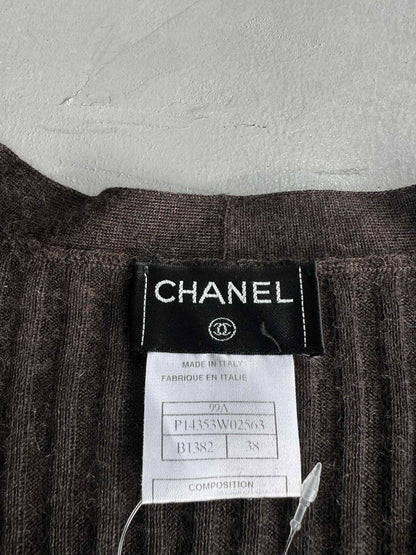 CHANEL
MADE IN ITALY
FABRIQUE EN ITALIE
99A
P14353W02563
B1382 38
COMPOSITION